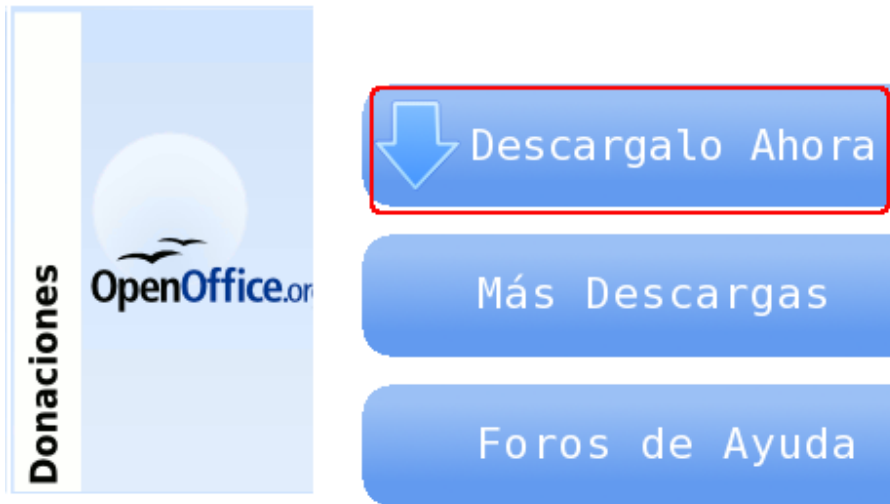 Donaciones
OpenOffice.or
Descargalo Ahora
Más Descargas
Foros de Ayuda